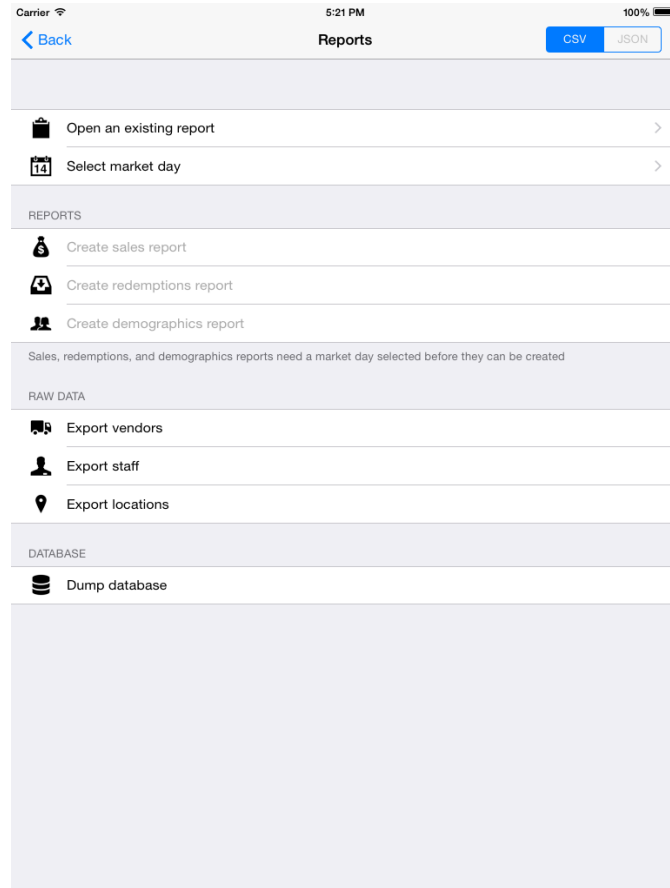 Carrier 5:21 PM 100%
Back Reports CSV JSON
Open an existing report
14 Select market day
REPORTS
$ Create sales report
Create redemptions report
Create demographics report
Sales, redemptions, and demographics reports need a market day selected before they can be created
RAW DATA
Export vendors
Export staff
Export locations
DATABASE
Dump database